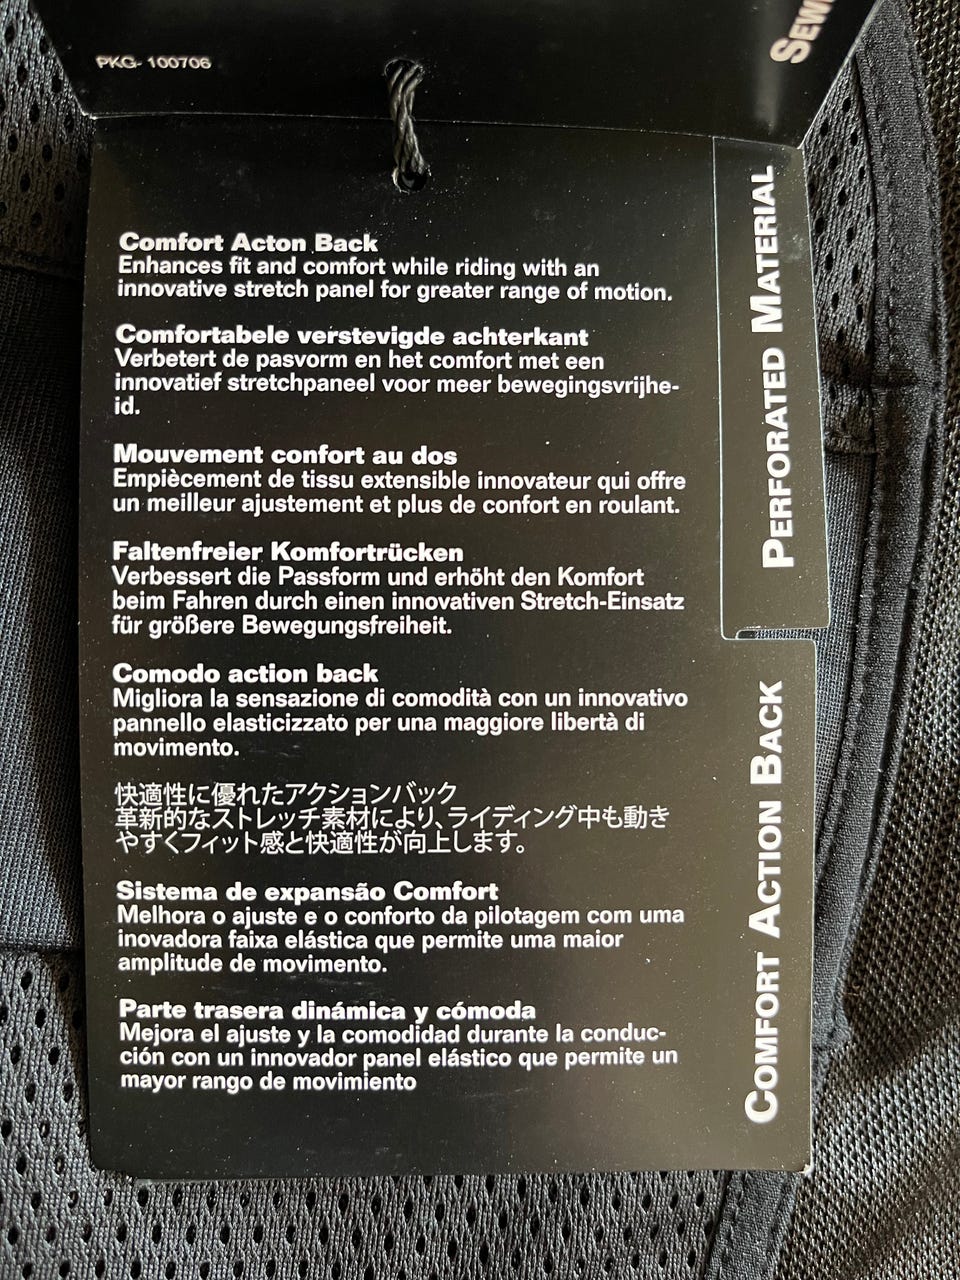 PKG- 100706
SEW
Comfort Acton Back
Enhances fit and comfort while riding with an
innovative stretch panel for greater range of motion.
Comfortabele verstevigde achterkant
Verbetert de pasvorm en het comfort met een
innovatief stretchpaneel voor meer bewegingsvrijhe-
id.
Mouvement confort au dos
Empiècement de tissu extensible innovateur qui offre
un meilleur ajustement et plus de confort en roulant.
Faltenfreier Komfortrücken
Verbessert die Passform und erhöht den Komfort
beim Fahren durch einen innovativen Stretch-Einsatz
für größere Bewegungsfreiheit.
Comodo action back
Migliora la sensazione di comodità con un innovativo
pannello elasticizzato per una maggiore libertà di
movimento.
快適性に優れたアクションバック
革新的なストレッチ素材により、ライディング中も動き
やすくフィット感と快適性が向上します。
Sistema de expansão Comfort
Melhora o ajuste e o conforto da pilotagem com uma
inovadora faixa elástica que permite uma maior
amplitude de movimento.
Parte trasera dinámica y cómoda
Mejora el ajuste y la comodidad durante la conduc-
ción con un innovador panel elástico que permite un
mayor rango de movimiento
PERFORATED MATERIAL
COMFORT ACTION BACK